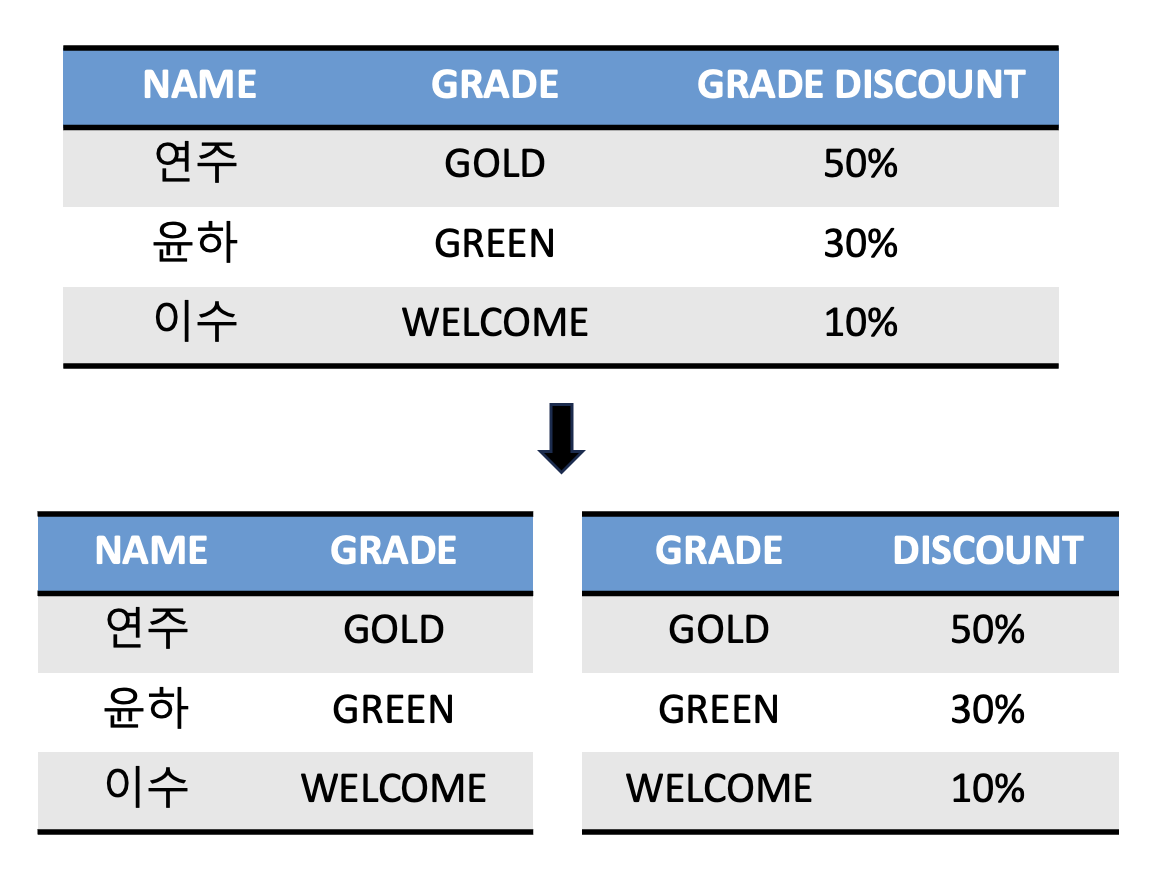 NAME GRADE GRADE DISCOUNT
연주 GOLD 50%
윤하 GREEN 30%
이수 WELCOME 10%
NAME GRADE
연주 GOLD
윤하 GREEN
이수 WELCOME
GRADE DISCOUNT
GOLD 50%
GREEN 30%
WELCOME 10%